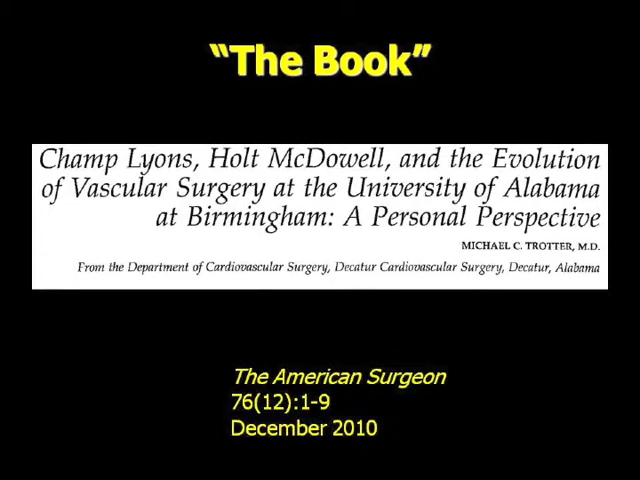 “The Book”
Champ Lyons, Holt McDowell, and the Evolution
of Vascular Surgery at the University of Alabama
at Birmingham: A Personal Perspective
MICHAEL C. TROTTER, M.D.
From the Department of Cardiovascular Surgery, Decatur Cardiovascular Surgery, Decatur, Alabama
The American Surgeon
76(12):1-9
December 2010